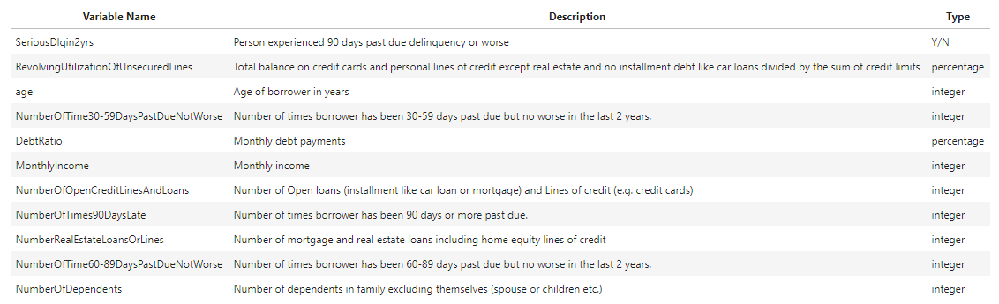 Variable Name Description Type
SeriousDlqin2yrs Person experienced 90 days past due delinquency or worse Y/N
RevolvingUtilizationOfUnsecuredLines Total balance on credit cards and personal lines of credit except real estate and no installment debt like car loans divided by the sum of credit limits percentage
age Age of borrower in years integer
NumberOfTime30-59DaysPastDueNotWorse Number of times borrower has been 30-59 days past due but no worse in the last 2 years. integer
DebtRatio Monthly debt payments percentage
MonthlyIncome Monthly income integer
NumberOfOpenCreditLinesAndLoans Number of Open loans (installment like car loan or mortgage) and Lines of credit (e.g. credit cards) integer
NumberOfTimes90DaysLate Number of times borrower has been 90 days or more past due. integer
NumberRealEstateLoansOrLines Number of mortgage and real estate loans including home equity lines of credit integer
NumberOfTime60-89DaysPastDueNotWorse Number of times borrower has been 60-89 days past due but no worse in the last 2 years. integer
NumberOfDependents Number of dependents in family excluding themselves (spouse or children etc.) integer